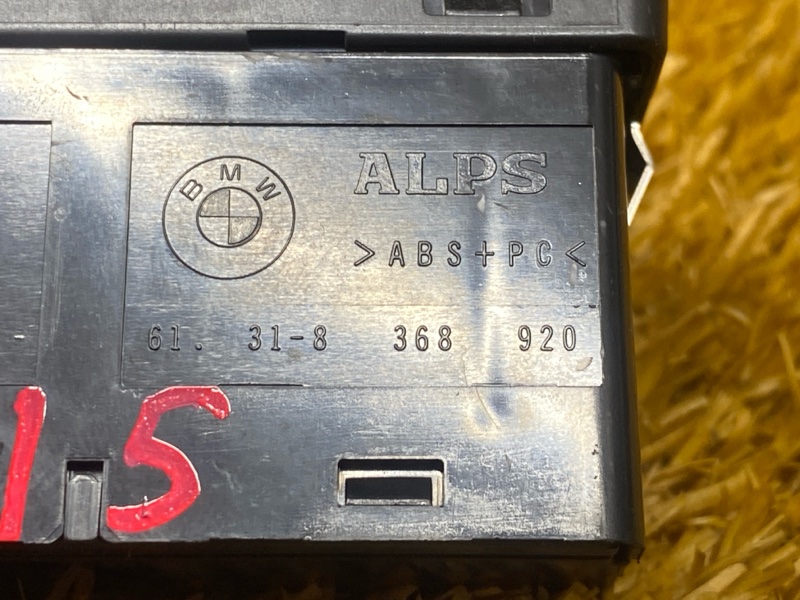 BMW
ALPS
>ABS+PC<
61. 31-8 368 920
15